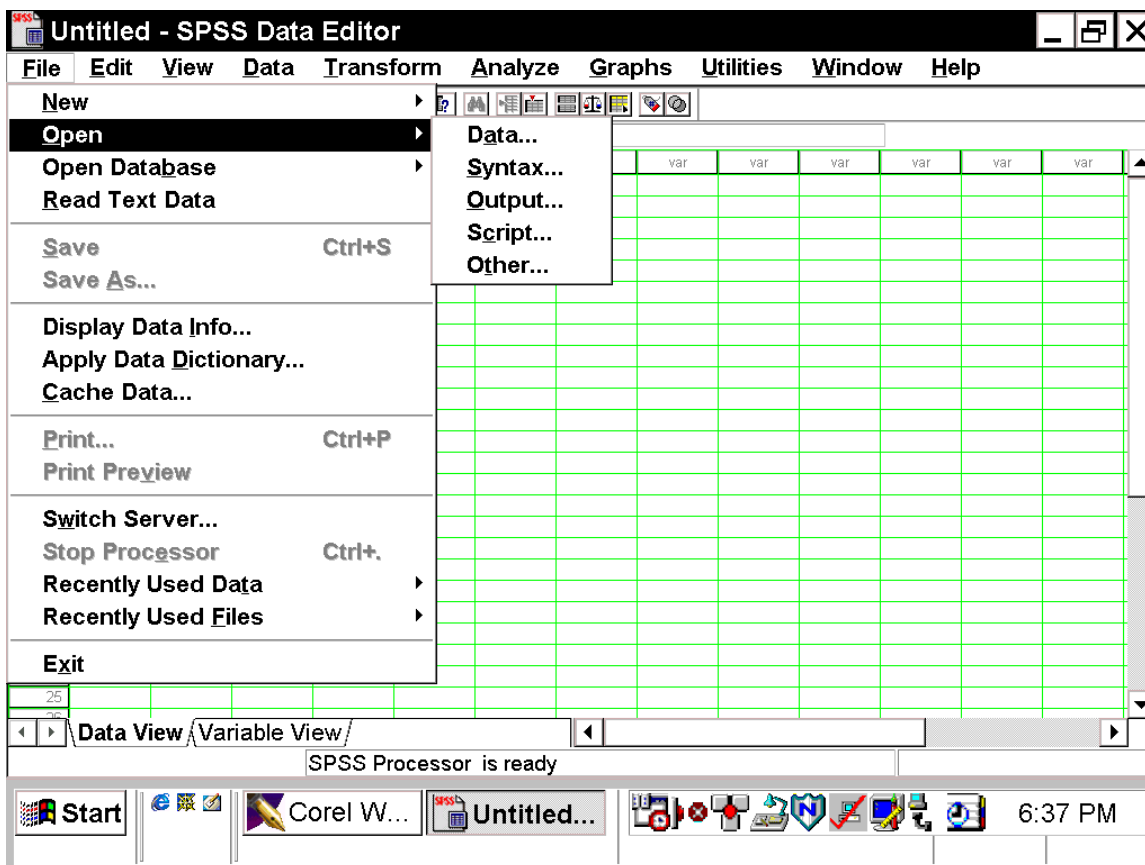 SPSS
Untitled - SPSS Data Editor
File Edit View Data Transform Analyze Graphs Utilities Window Help
New
Open
Open Database
Read Text Data
Save Ctrl+S
Save As...
Display Data Info...
Apply Data Dictionary...
Cache Data...
Print... Ctrl+P
Print Preview
Switch Server...
Stop Processor Ctrl+.
Recently Used Data
Recently Used Files
Exit
Data...
Syntax...
Output...
Script...
Other...
var var var var var var
25
Data View Variable View
SPSS Processor is ready
Start Corel W... SPSS Untitled... 6:37 PM